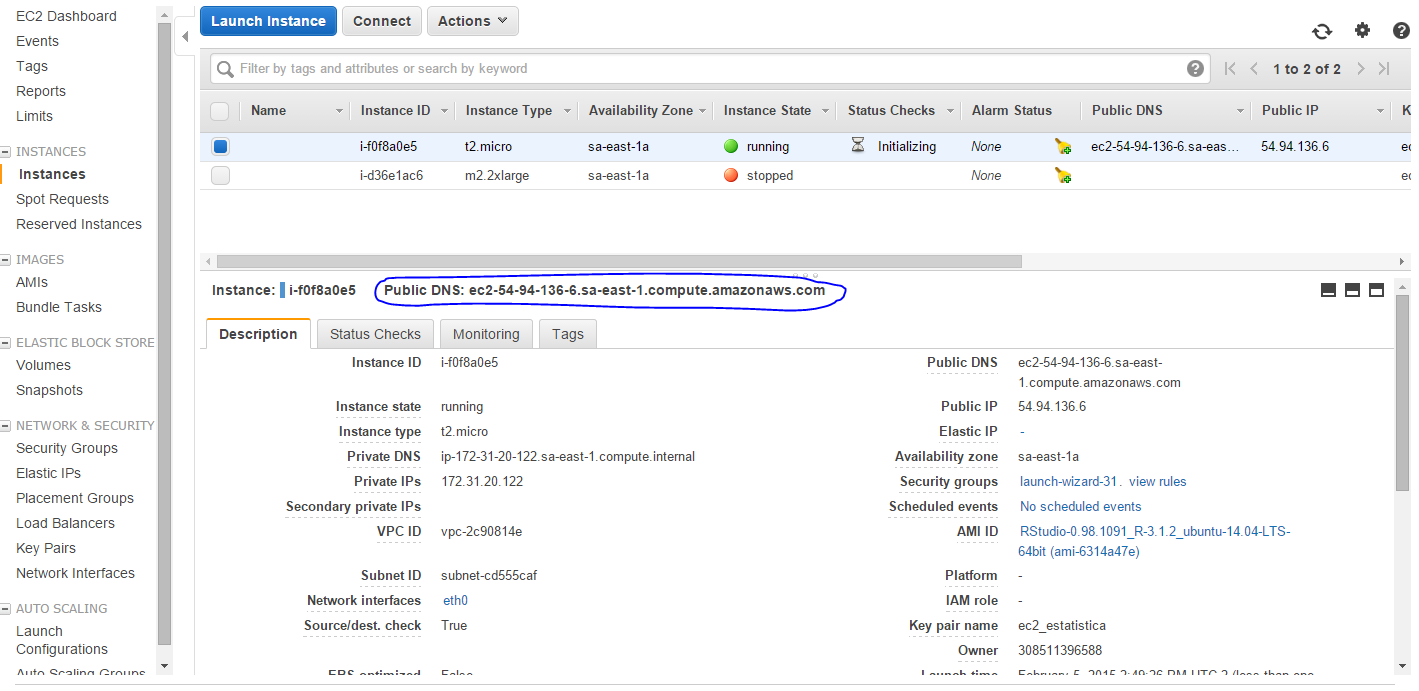 EC2 Dashboard
Events
Tags
Reports
Limits
INSTANCES
Instances
Spot Requests
Reserved Instances
IMAGES
AMIs
Bundle Tasks
ELASTIC BLOCK STORE
Volumes
Snapshots
NETWORK & SECURITY
Security Groups
Elastic IPs
Placement Groups
Load Balancers
Key Pairs
Network Interfaces
AUTO SCALING
Launch
Configurations
Auto Scaling Groups
Launch Instance Connect Actions
Filter by tags and attributes or search by keyword ? 1 to 2 of 2
Name Instance ID Instance Type Availability Zone Instance State Status Checks Alarm Status Public DNS Public IP K
i-f0f8a0e5 t2.micro sa-east-1a running Initializing None ec2-54-94-136-6.sa-eas... 54.94.136.6 ec
i-d36e1ac6 m2.2xlarge sa-east-1a stopped None ec
Instance: i-f0f8a0e5 Public DNS: ec2-54-94-136-6.sa-east-1.compute.amazonaws.com
Description Status Checks Monitoring Tags
Instance ID i-f0f8a0e5
Instance state running
Instance type t2.micro
Private DNS ip-172-31-20-122.sa-east-1.compute.internal
Private IPs 172.31.20.122
Secondary private IPs
VPC ID vpc-2c90814e
Subnet ID subnet-cd555caf
Network interfaces eth0
Source/dest. check True
EBS optimized False
Public DNS ec2-54-94-136-6.sa-east-
1.compute.amazonaws.com
Public IP 54.94.136.6
Elastic IP -
Availability zone sa-east-1a
Security groups launch-wizard-31. view rules
Scheduled events No scheduled events
AMI ID RStudio-0.98.1091_R-3.1.2_ubuntu-14.04-LTS-
64bit (ami-6314a47e)
Platform -
IAM role -
Key pair name ec2_estatistica
Owner 308511396588
Launch time February 5, 2015 2:49:26 PM UTC-2 (less than one